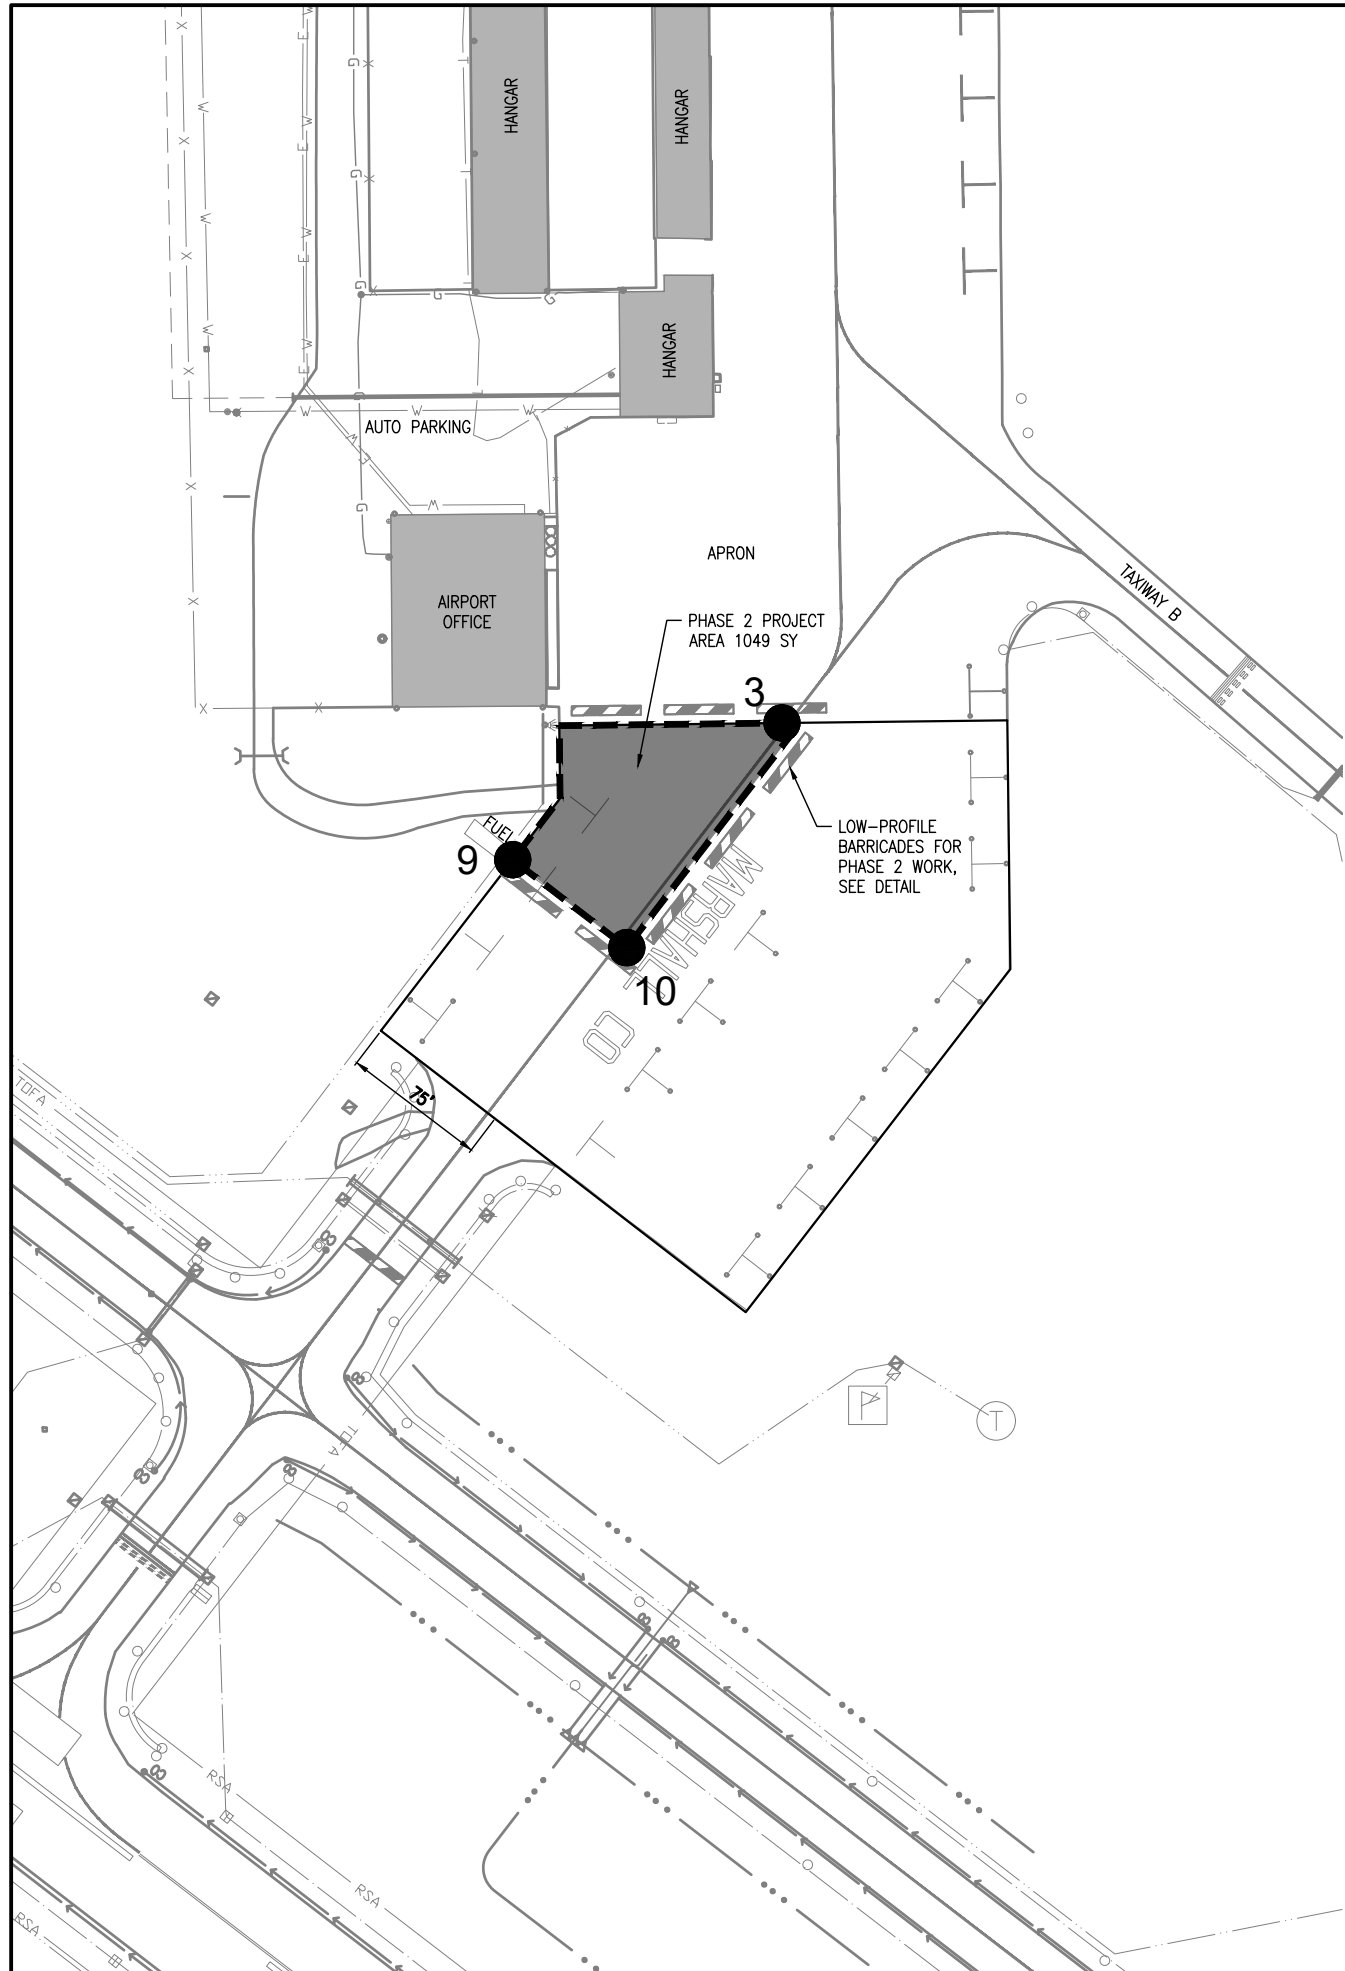 HANGAR
HANGAR
HANGAR
AUTO PARKING
AIRPORT
OFFICE
APRON
TAXIWAY B
PHASE 2 PROJECT
AREA 1049 SY
3
FUEL
9
LOW-PROFILE
BARRICADES FOR
PHASE 2 WORK,
SEE DETAIL
MARSHALL
CO
10
75'
TOFA
TOFA
T
RSA
RSA
RSA